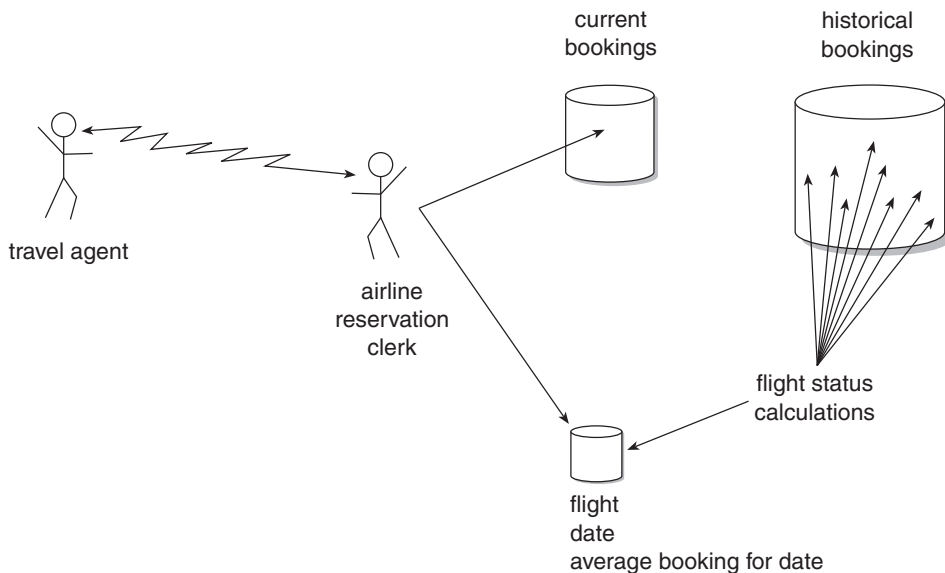 current
bookings
historical
bookings
travel agent
airline
reservation
clerk
flight status
calculations
flight
date
average booking for date